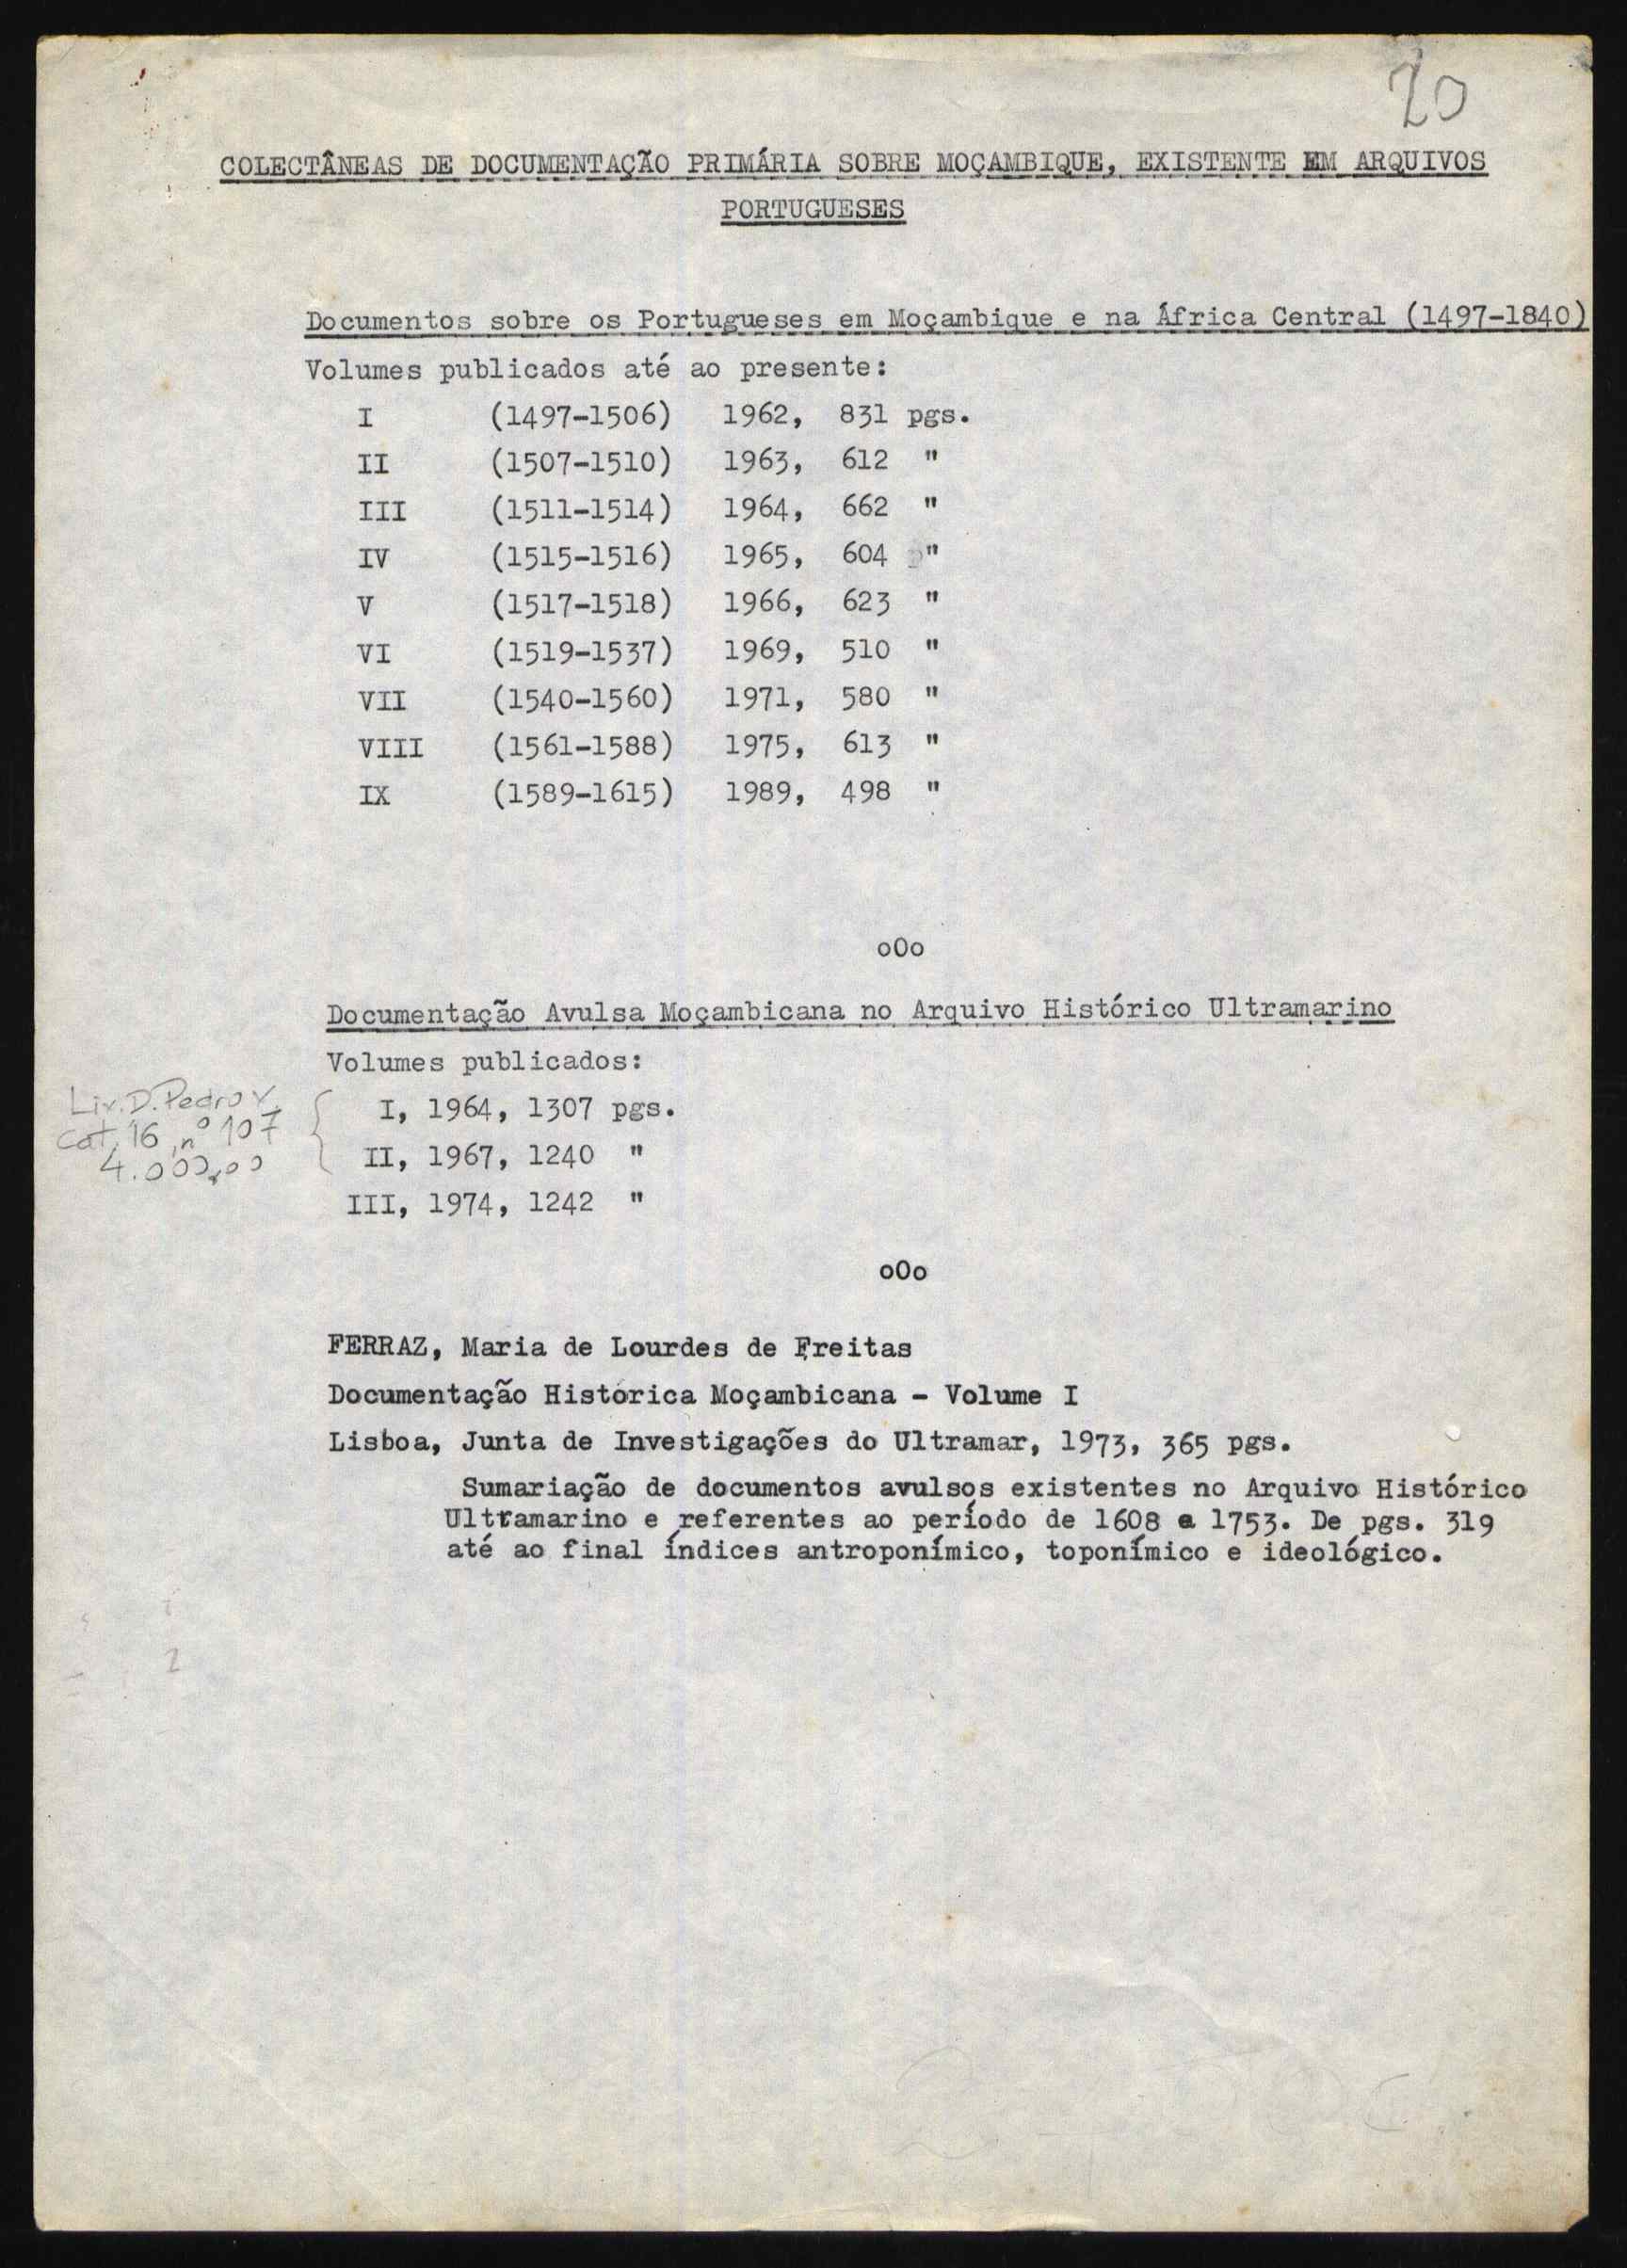 20
COLECTÂNEAS DE DOCUMENTAÇÃO PRIMÁRIA SOBRE MOÇAMBIQUE, EXISTENTE EM ARQUIVOS
PORTUGUESES
Documentos sobre os Portugueses em Moçambique e na África Central (1497-1840)
Volumes publicados até ao presente:
I (1497-1506) 1962, 831 pgs.
II (1507-1510) 1963, 612 "
III (1511-1514) 1964, 662 "
IV (1515-1516) 1965, 604 "
V (1517-1518) 1966, 623 "
VI (1519-1537) 1969, 510 "
VII (1540-1560) 1971, 580 "
VIII (1561-1588) 1975, 613 "
IX (1589-1615) 1989, 498 "
oOo
Documentação Avulsa Moçambicana no Arquivo Histórico Ultramarino
Volumes publicados:
I, 1964, 1307 pgs.
II, 1967, 1240 "
III, 1974, 1242 "
Liv. D. Pedro V,
cat. 16, nº 107
4.000,00
oOo
FERRAZ, Maria de Lourdes de Freitas
Documentação Histórica Moçambicana - Volume I
Lisboa, Junta de Investigações do Ultramar, 1973, 365 pgs.
Sumariação de documentos avulsos existentes no Arquivo Histórico
Ultramarino e referentes ao período de 1608 a 1753. De pgs. 319
até ao final índices antroponímico, toponímico e ideológico.
2